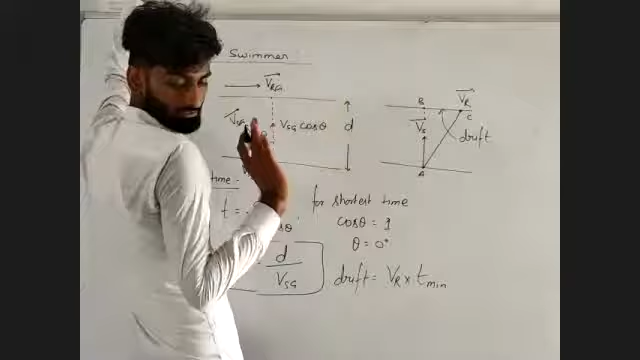 Swimmer
V_RG
V_SG cosθ
d
B
V_R
C
V_S
drift
A
time -
t =
for shortest time
cosθ = 1
θ = 0°
d
V_SG
drift = V_R × t_min